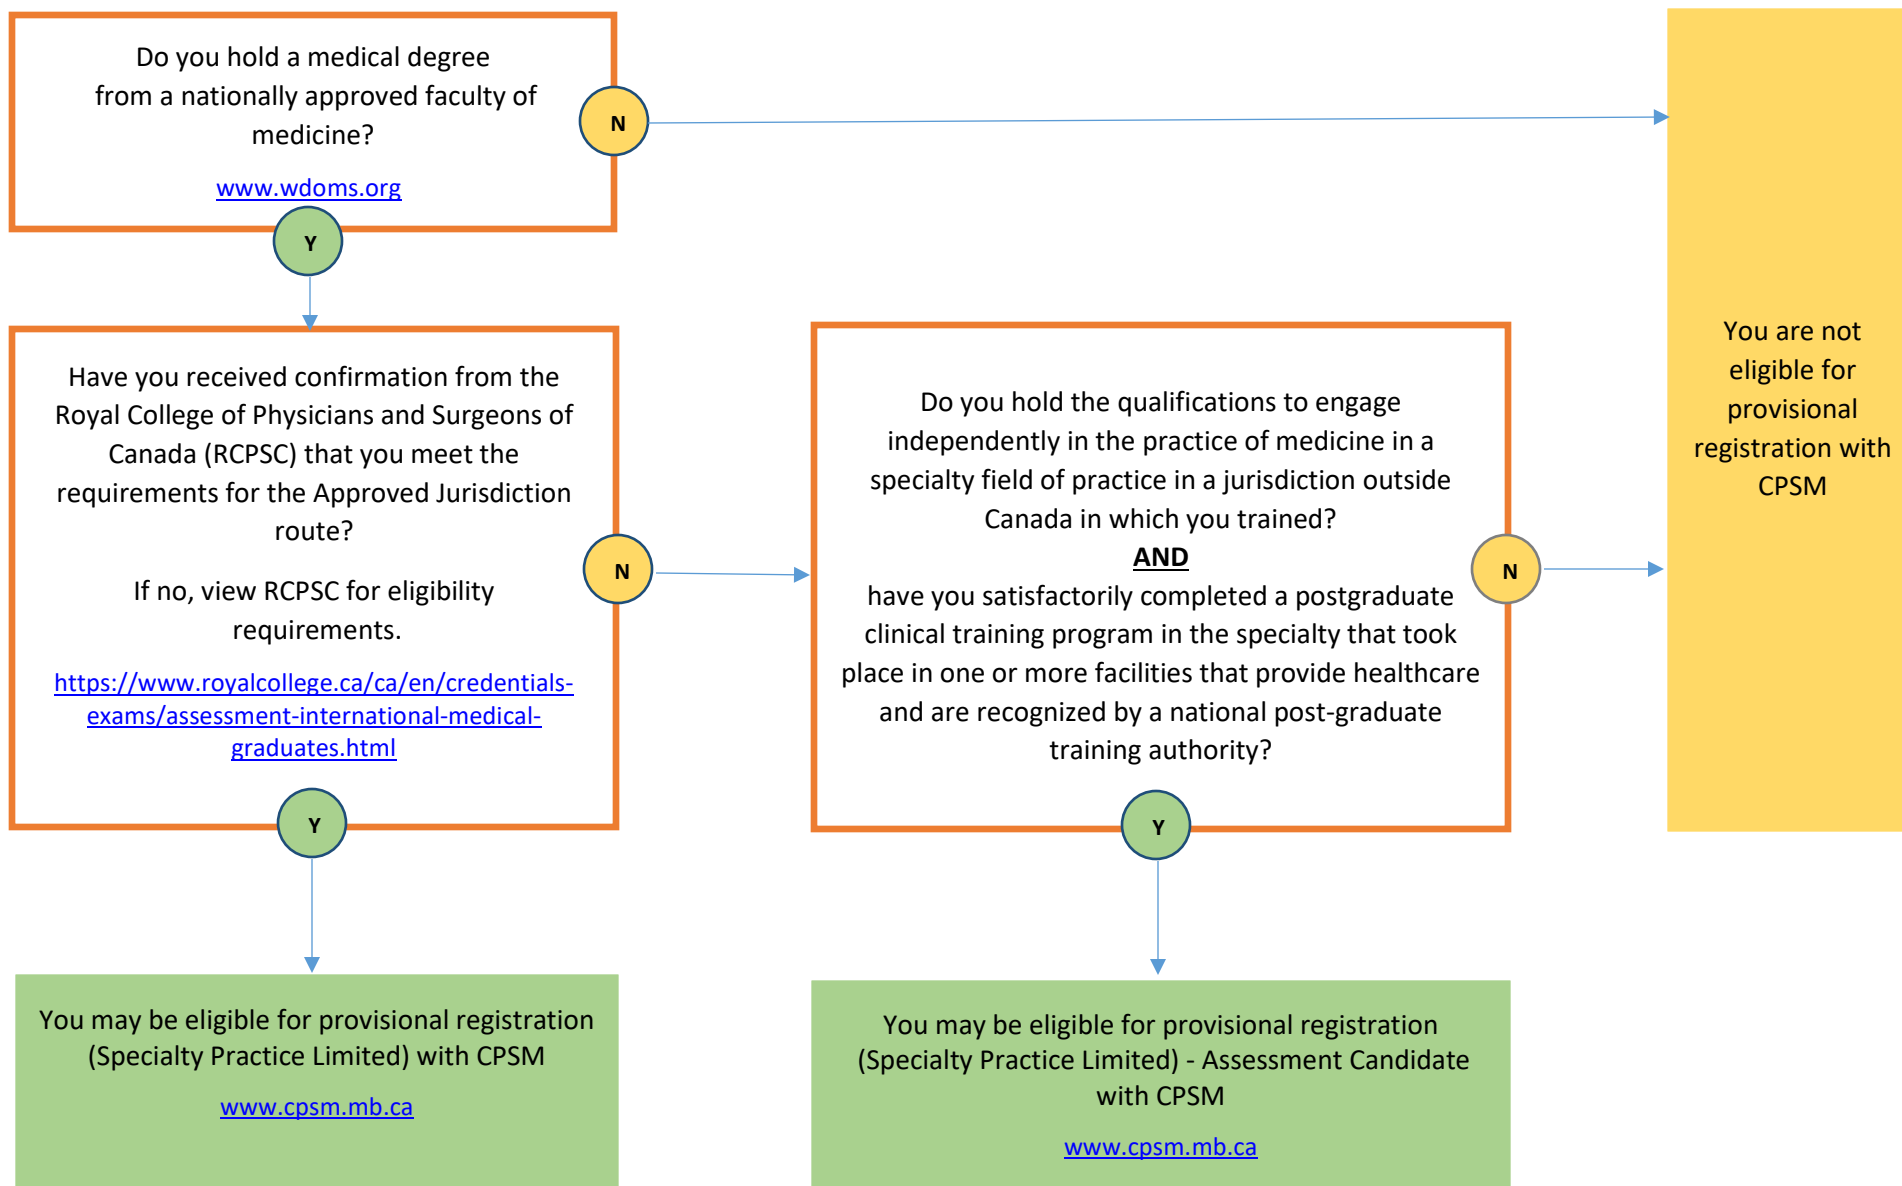 Do you hold a medical degree
from a nationally approved faculty of
medicine?
www.wdoms.org
N
Y
Have you received confirmation from the
Royal College of Physicians and Surgeons of
Canada (RCPSC) that you meet the
requirements for the Approved Jurisdiction
route?
If no, view RCPSC for eligibility
requirements.
https://www.royalcollege.ca/ca/en/credentials-
exams/assessment-international-medical-
graduates.html
N
Y
Do you hold the qualifications to engage
independently in the practice of medicine in a
specialty field of practice in a jurisdiction outside
Canada in which you trained?
AND
have you satisfactorily completed a postgraduate
clinical training program in the specialty that took
place in one or more facilities that provide healthcare
and are recognized by a national post-graduate
training authority?
N
Y
You are not
eligible for
provisional
registration with
CPSM
You may be eligible for provisional registration
(Specialty Practice Limited) with CPSM
www.cpsm.mb.ca
You may be eligible for provisional registration
(Specialty Practice Limited) - Assessment Candidate
with CPSM
www.cpsm.mb.ca